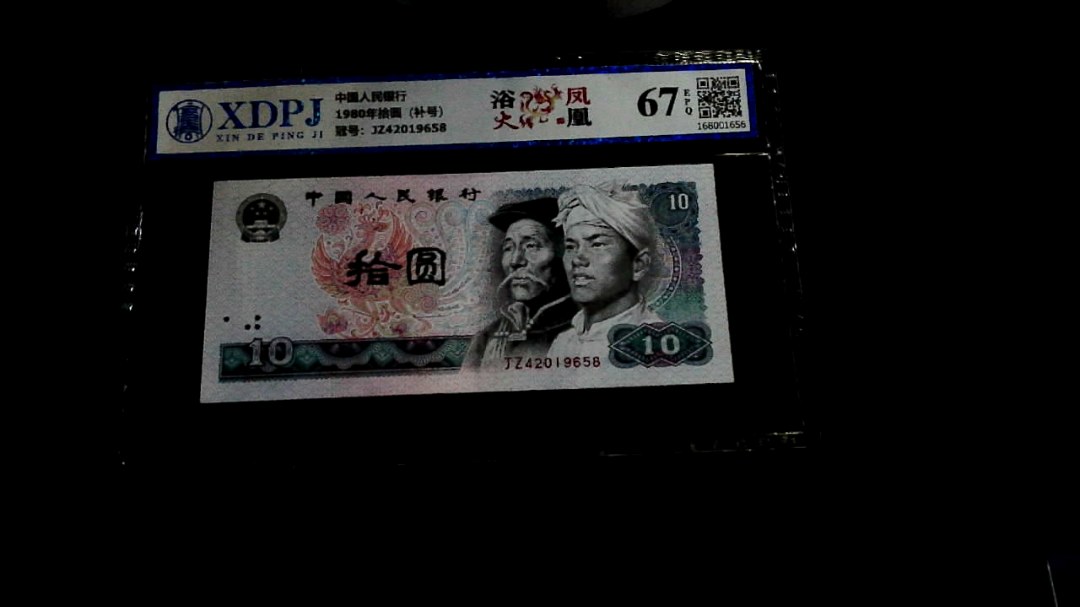 XDPJ
XIN DE PING JI
中国人民银行
1980年拾圆（补号）
冠号：JZ42019658
浴火
凤凰
67
EPQ
168001656
中國人民銀行
10
拾圆
10
10
JZ42019658